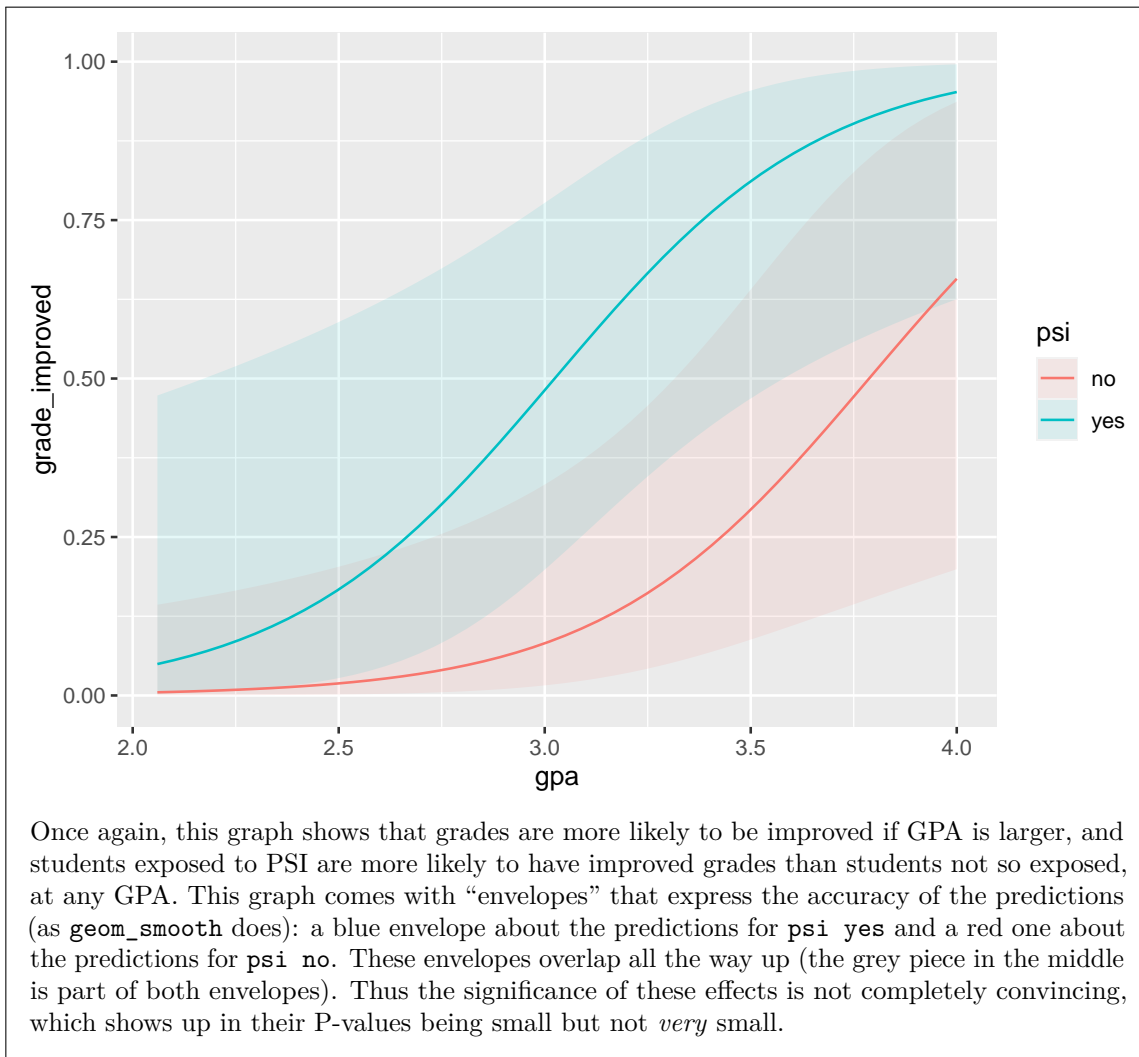 1.00
0.75
0.50
0.25
0.00
grade_improved
2.0 2.5 3.0 3.5 4.0
gpa
psi
no
yes
Once again, this graph shows that grades are more likely to be improved if GPA is larger, and
students exposed to PSI are more likely to have improved grades than students not so exposed,
at any GPA. This graph comes with “envelopes” that express the accuracy of the predictions
(as geom_smooth does): a blue envelope about the predictions for psi yes and a red one about
the predictions for psi no. These envelopes overlap all the way up (the grey piece in the middle
is part of both envelopes). Thus the significance of these effects is not completely convincing,
which shows up in their P-values being small but not very small.